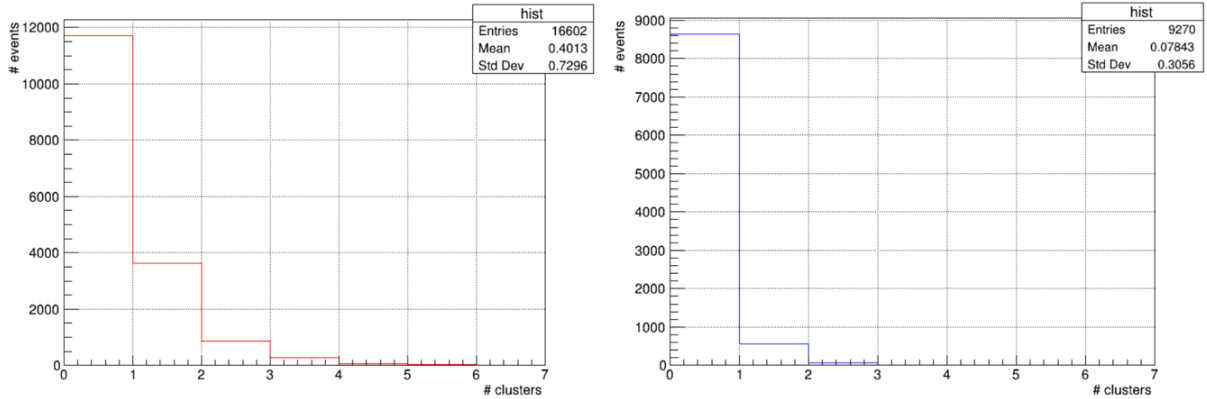 hist
Entries 16602
Mean 0.4013
Std Dev 0.7296
# events
12000
10000
8000
6000
4000
2000
0
0 1 2 3 4 5 6 7
# clusters
hist
Entries 9270
Mean 0.07843
Std Dev 0.3056
# events
9000
8000
7000
6000
5000
4000
3000
2000
1000
0
0 1 2 3 4 5 6 7
# clusters